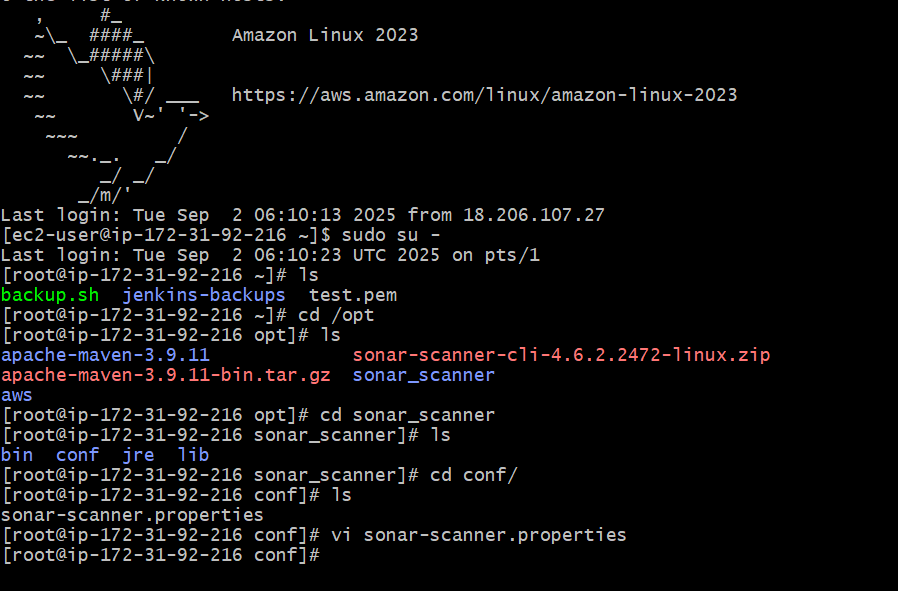 ,     #_
   ~\_  ####_        Amazon Linux 2023
  ~~  \_#####\
  ~~     \###|
  ~~       \#/ ___   https://aws.amazon.com/linux/amazon-linux-2023
   ~~       V~' '->
    ~~~         /
      ~~._.   _/
         _/ _/
       _/m/'
Last login: Tue Sep  2 06:10:13 2025 from 18.206.107.27
[ec2-user@ip-172-31-92-216 ~]$ sudo su -
Last login: Tue Sep  2 06:10:23 UTC 2025 on pts/1
[root@ip-172-31-92-216 ~]# ls
backup.sh  jenkins-backups  test.pem
[root@ip-172-31-92-216 ~]# cd /opt
[root@ip-172-31-92-216 opt]# ls
apache-maven-3.9.11             sonar-scanner-cli-4.6.2.2472-linux.zip
apache-maven-3.9.11-bin.tar.gz  sonar_scanner
aws
[root@ip-172-31-92-216 opt]# cd sonar_scanner
[root@ip-172-31-92-216 sonar_scanner]# ls
bin  conf  jre  lib
[root@ip-172-31-92-216 sonar_scanner]# cd conf/
[root@ip-172-31-92-216 conf]# ls
sonar-scanner.properties
[root@ip-172-31-92-216 conf]# vi sonar-scanner.properties
[root@ip-172-31-92-216 conf]#